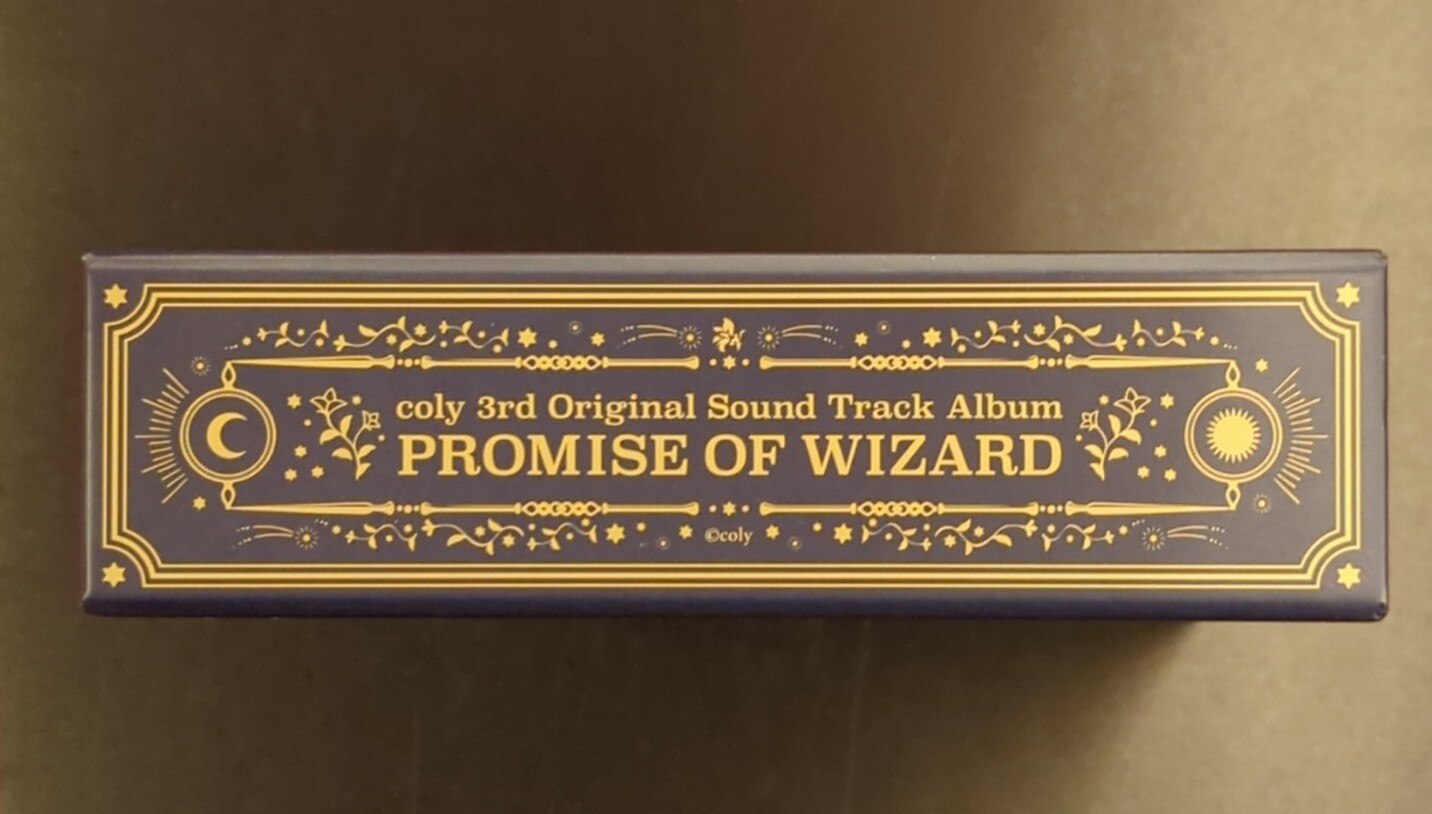 coly 3rd Original Sound Track Album
PROMISE OF WIZARD
©coly